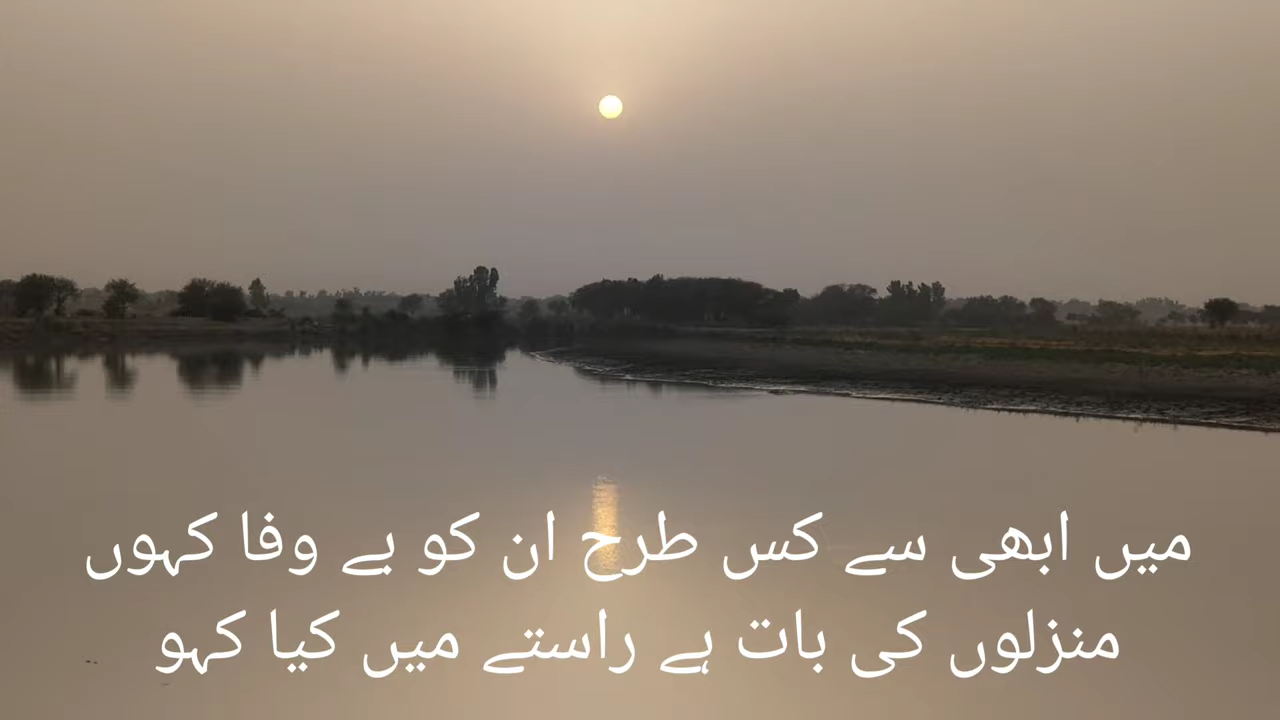 میں ابھی سے کس طرح ان کو بے وفا کہوں
منزلوں کی بات ہے راستے میں کیا کہو